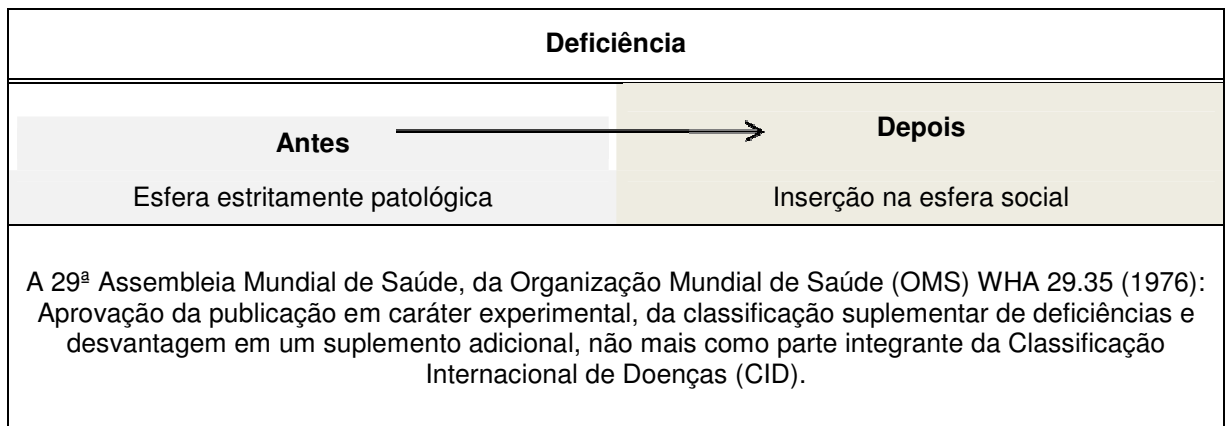 Deficiência
Antes
Depois
Esfera estritamente patológica
Inserção na esfera social
A 29ª Assembleia Mundial de Saúde, da Organização Mundial de Saúde (OMS) WHA 29.35 (1976):
Aprovação da publicação em caráter experimental, da classificação suplementar de deficiências e
desvantagem em um suplemento adicional, não mais como parte integrante da Classificação
Internacional de Doenças (CID).